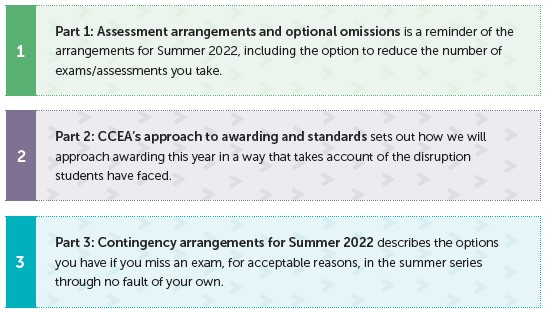 1
Part 1: Assessment arrangements and optional omissions is a reminder of the
arrangements for Summer 2022, including the option to reduce the number of
exams/assessments you take.
2
Part 2: CCEA's approach to awarding and standards sets out how we will
approach awarding this year in a way that takes account of the disruption
students have faced.
3
Part 3: Contingency arrangements for Summer 2022 describes the options
you have if you miss an exam, for acceptable reasons, in the summer series
through no fault of your own.